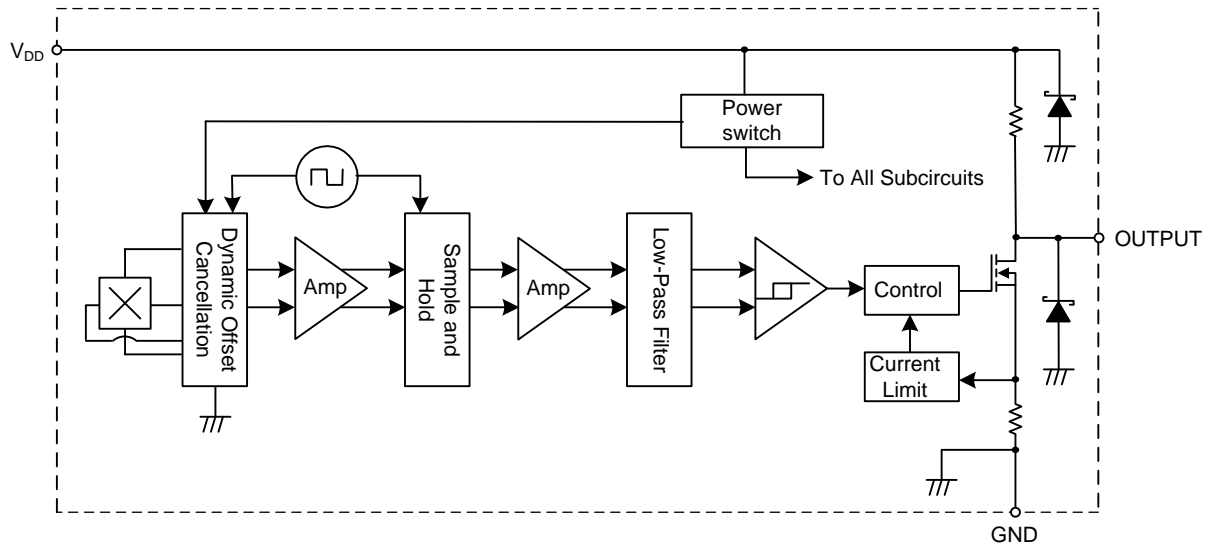 V_DD
Power
switch
To All Subcircuits
OUTPUT
Dynamic Offset
Cancellation
Amp
Sample and
Hold
Amp
Low-Pass Filter
Control
Current
Limit
GND